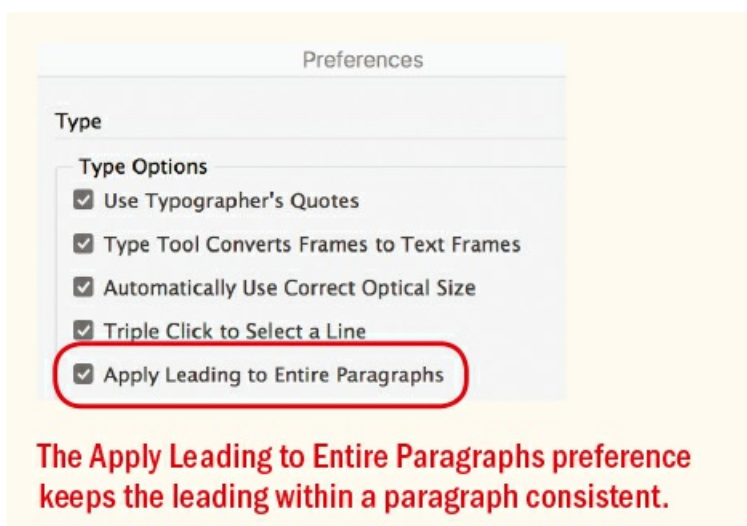 Preferences
Type
Type Options
Use Typographer's Quotes
Type Tool Converts Frames to Text Frames
Automatically Use Correct Optical Size
Triple Click to Select a Line
Apply Leading to Entire Paragraphs
The Apply Leading to Entire Paragraphs preference
keeps the leading within a paragraph consistent.